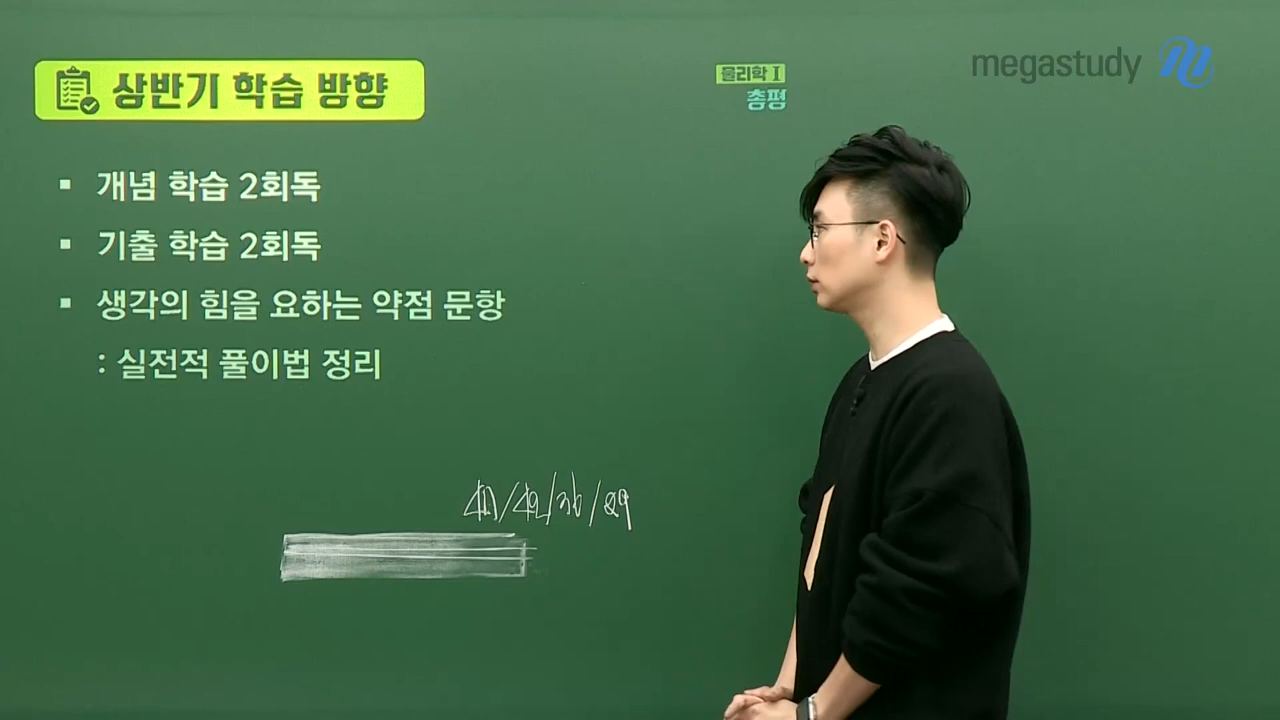 상반기 학습 방향
물리학 I
총평
megastudy
▪ 개념 학습 2회독
▪ 기출 학습 2회독
▪ 생각의 힘을 요하는 약점 문항
: 실전적 풀이법 정리